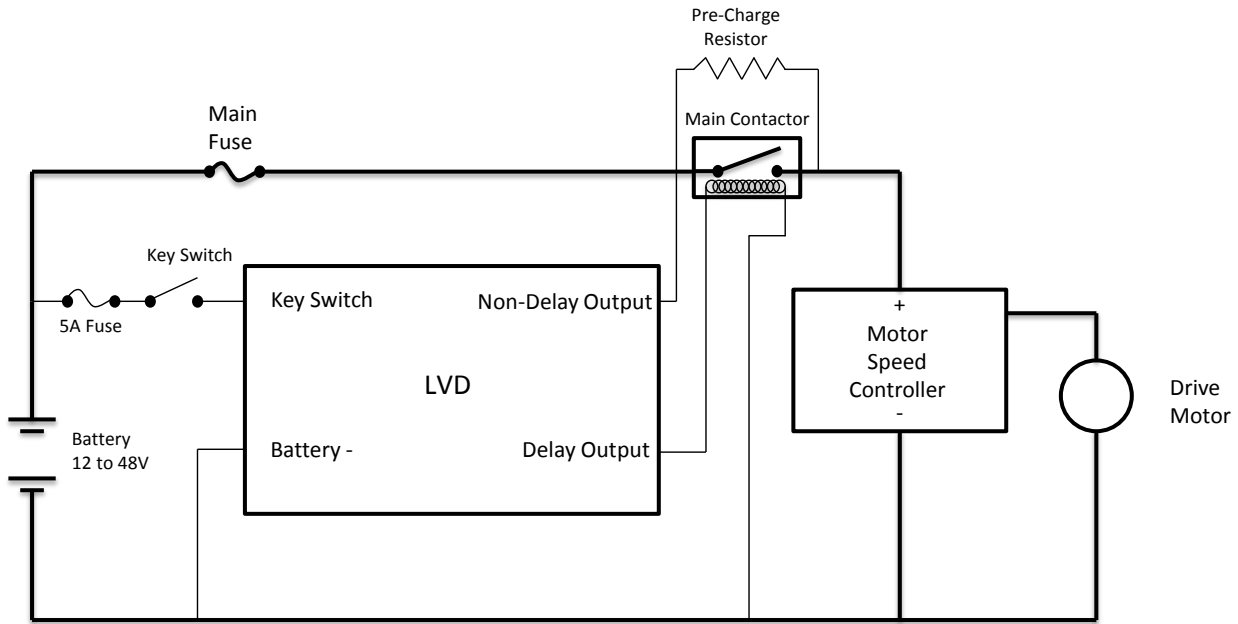 Pre-Charge
Resistor
Main
Fuse
Main Contactor
Key Switch
5A Fuse
Key Switch
Non-Delay Output
LVD
Battery -
Delay Output
Battery
12 to 48V
+
Motor
Speed
Controller
-
Drive
Motor